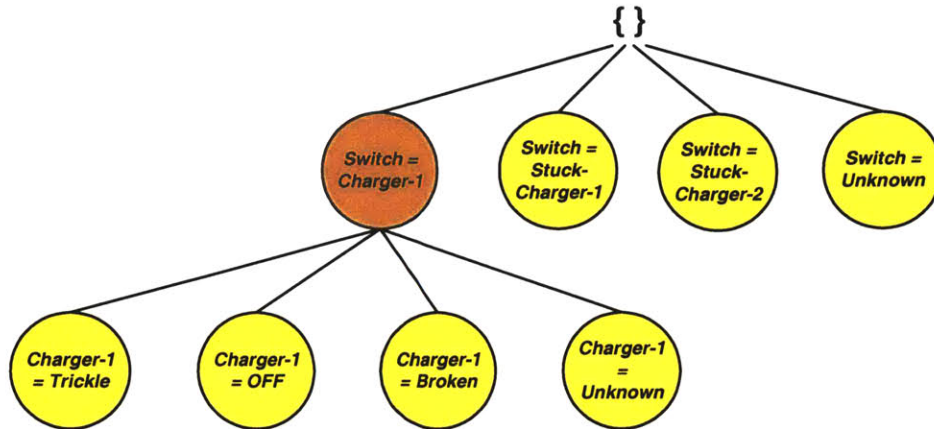 { }
Switch =
Charger-1
Switch =
Stuck-
Charger-1
Switch =
Stuck-
Charger-2
Switch =
Unknown
Charger-1
= Trickle
Charger-1
= OFF
Charger-1
= Broken
Charger-1
=
Unknown